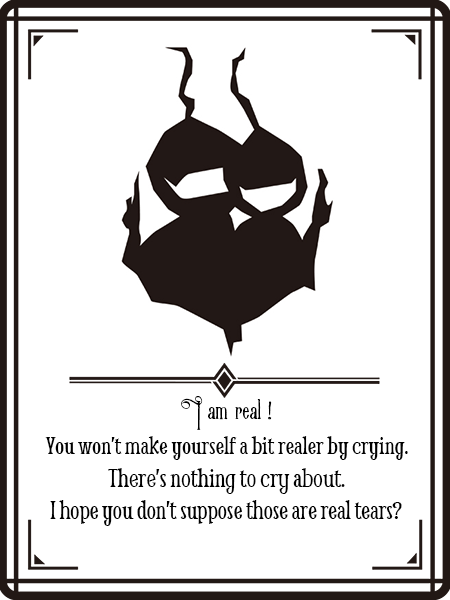 I am real !
You won't make yourself a bit realer by crying.
There's nothing to cry about.
I hope you don't suppose those are real tears?